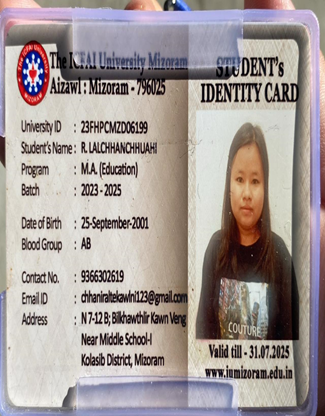 The ICFAI University Mizoram
Aizawl : Mizoram - 796025
STUDENT's
IDENTITY CARD
University ID : 23FHPCMZD06199
Student's Name : R. LALCHHANCHHUAHI
Program : M.A. (Education)
Batch : 2023 - 2025
Date of Birth : 25-September-2001
Blood Group : AB
Contact No. : 9366302619
Email ID : chhaniraltekawlni123@gmail.com
Address : N 7-12 B; Bilkhawthlir Kawn Veng
Near Middle School-I
Kolasib District, Mizoram
COUTURE
Valid till - 31.07.2025
www.iumizoram.edu.in